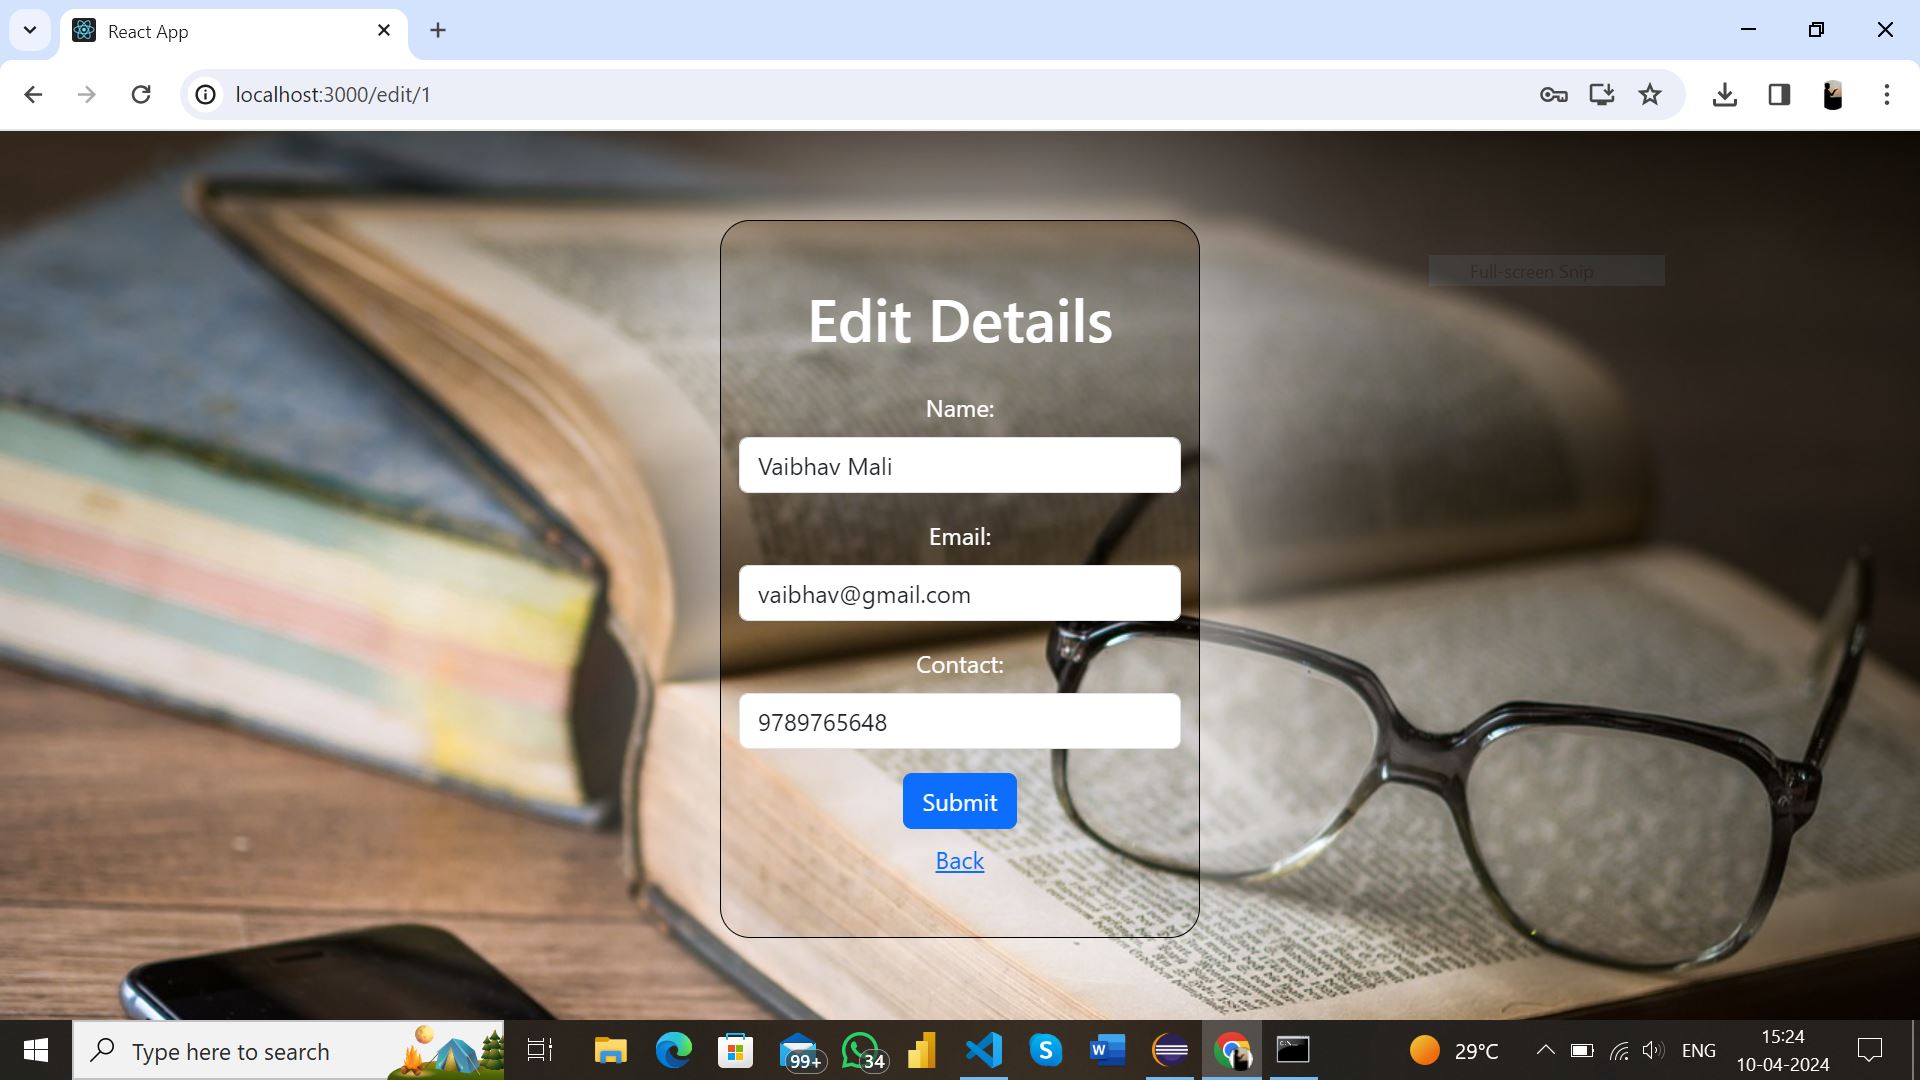 React App
localhost:3000/edit/1
Full-screen Snip
Edit Details
Name:
Vaibhav Mali
Email:
vaibhav@gmail.com
Contact:
9789765648
Submit
Back
Type here to search
99+
34
29°C
ENG
15:24
10-04-2024